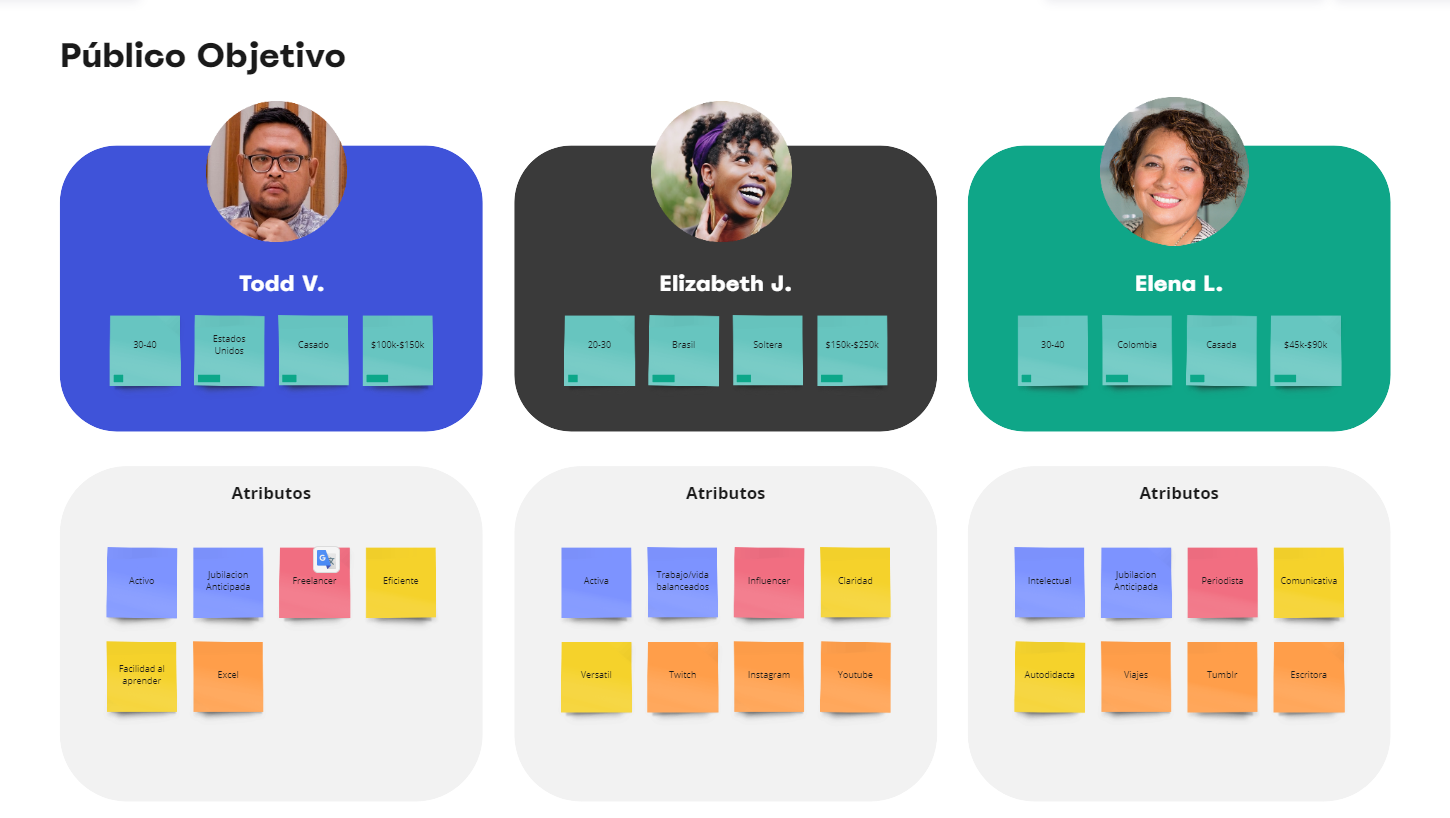 Público Objetivo
Todd V.
30-40
Estados
Unidos
Casado
$100k-$150k
Elizabeth J.
20-30
Brasil
Soltera
$150k-$250k
Elena L.
30-40
Colombia
Casada
$45k-$90k
Atributos
Activo
Jubilacion
Anticipada
Freelancer
Eficiente
Facilidad al
aprender
Excel
Atributos
Activa
Trabajo/vida
balanceados
Influencer
Claridad
Versatil
Twitch
Instagram
Youtube
Atributos
Intelectual
Jubilacion
Anticipada
Periodista
Comunicativa
Autodidacta
Viajes
Tumblr
Escritora